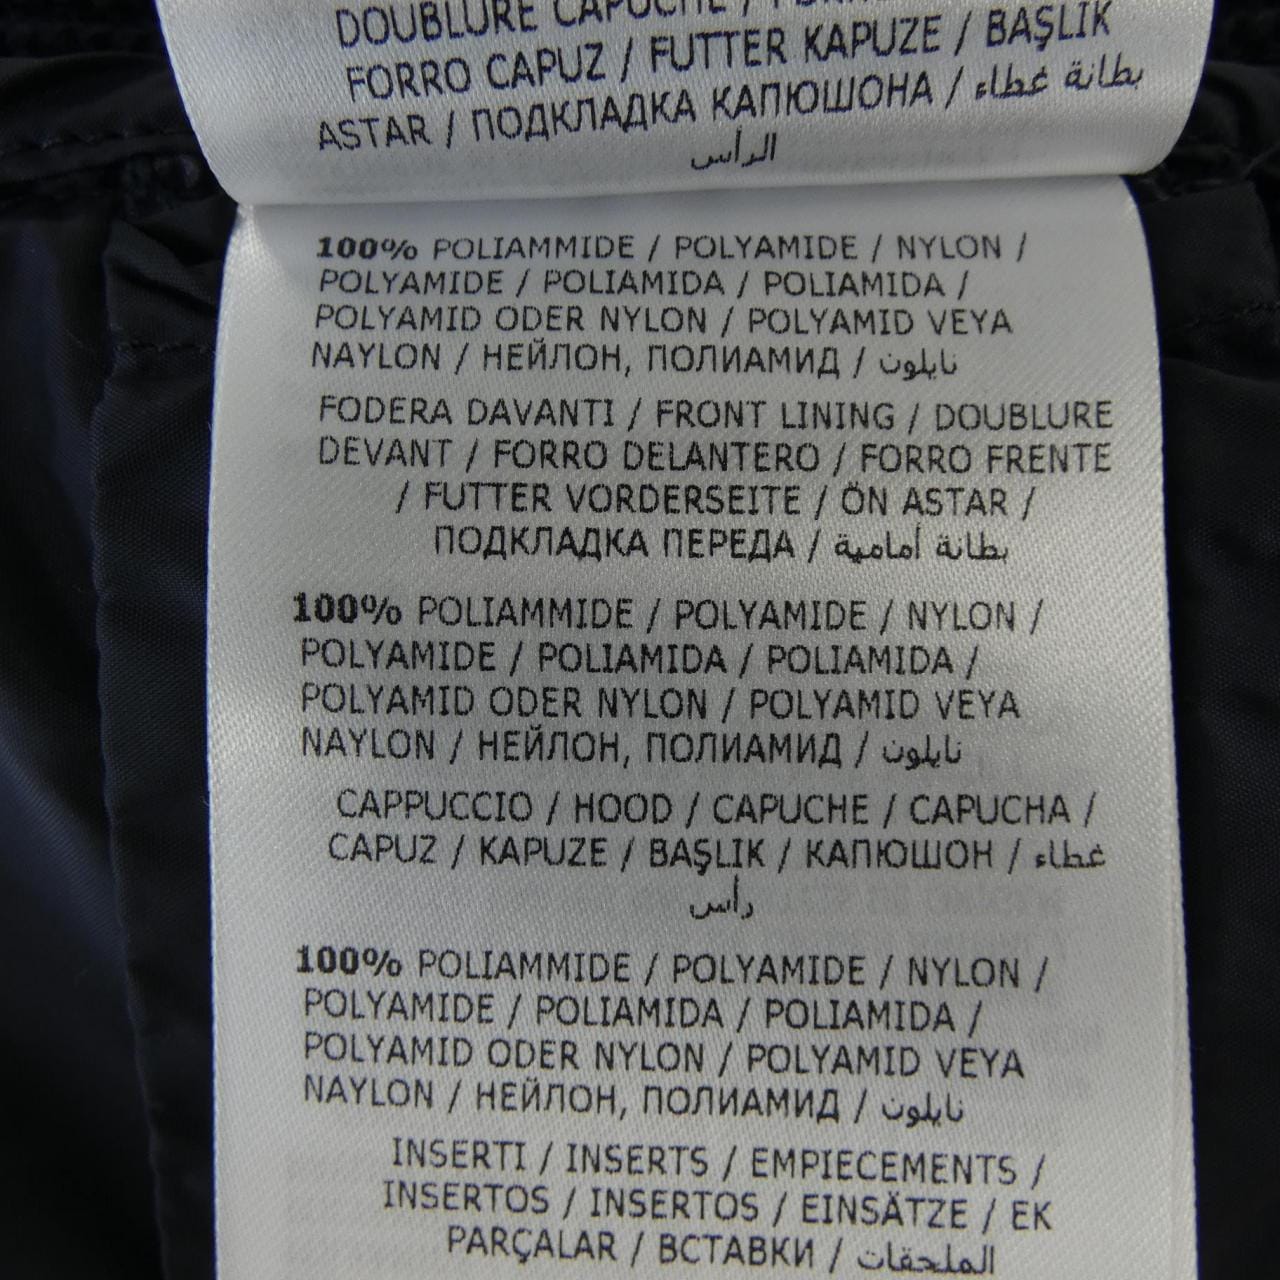 DOUBLURE CAPUCHE /
FORRO CAPUZ / FUTTER KAPUZE / BAŞLIK
ASTAR / ПОДКЛАДКА КАПЮШОНА / بطانة غطاء
الرأس
100% POLIAMMIDE / POLYAMIDE / NYLON /
POLYAMIDE / POLIAMIDA / POLIAMIDA /
POLYAMID ODER NYLON / POLYAMID VEYA
NAYLON / НЕЙЛОН, ПОЛИАМИД / نايلون
FODERA DAVANTI / FRONT LINING / DOUBLURE
DEVANT / FORRO DELANTERO / FORRO FRENTE
/ FUTTER VORDERSEITE / ÖN ASTAR /
ПОДКЛАДКА ПЕРЕДА / بطانة أمامية
100% POLIAMMIDE / POLYAMIDE / NYLON /
POLYAMIDE / POLIAMIDA / POLIAMIDA /
POLYAMID ODER NYLON / POLYAMID VEYA
NAYLON / НЕЙЛОН, ПОЛИАМИД / نايلون
CAPPUCCIO / HOOD / CAPUCHE / CAPUCHA /
CAPUZ / KAPUZE / BAŞLIK / КАПЮШОН / غطاء
رأس
100% POLIAMMIDE / POLYAMIDE / NYLON /
POLYAMIDE / POLIAMIDA / POLIAMIDA /
POLYAMID ODER NYLON / POLYAMID VEYA
NAYLON / НЕЙЛОН, ПОЛИАМИД / نايلون
INSERTI / INSERTS / EMPIECEMENTS /
INSERTOS / INSERTOS / EINSÄTZE / EK
PARÇALAR / ВСТАВКИ / الملحقات